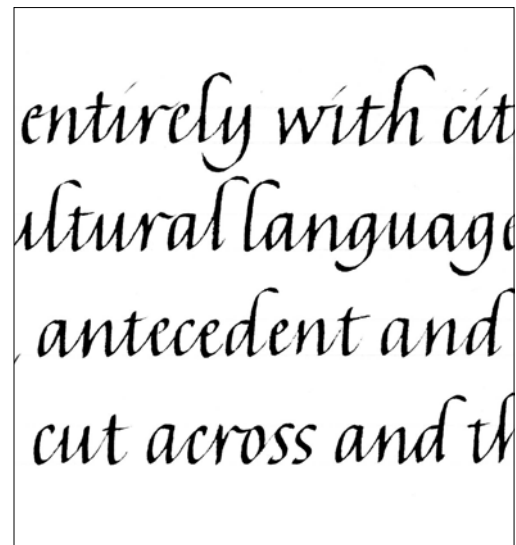 entirely with cit
ultural language
, antecedent and
cut across and th